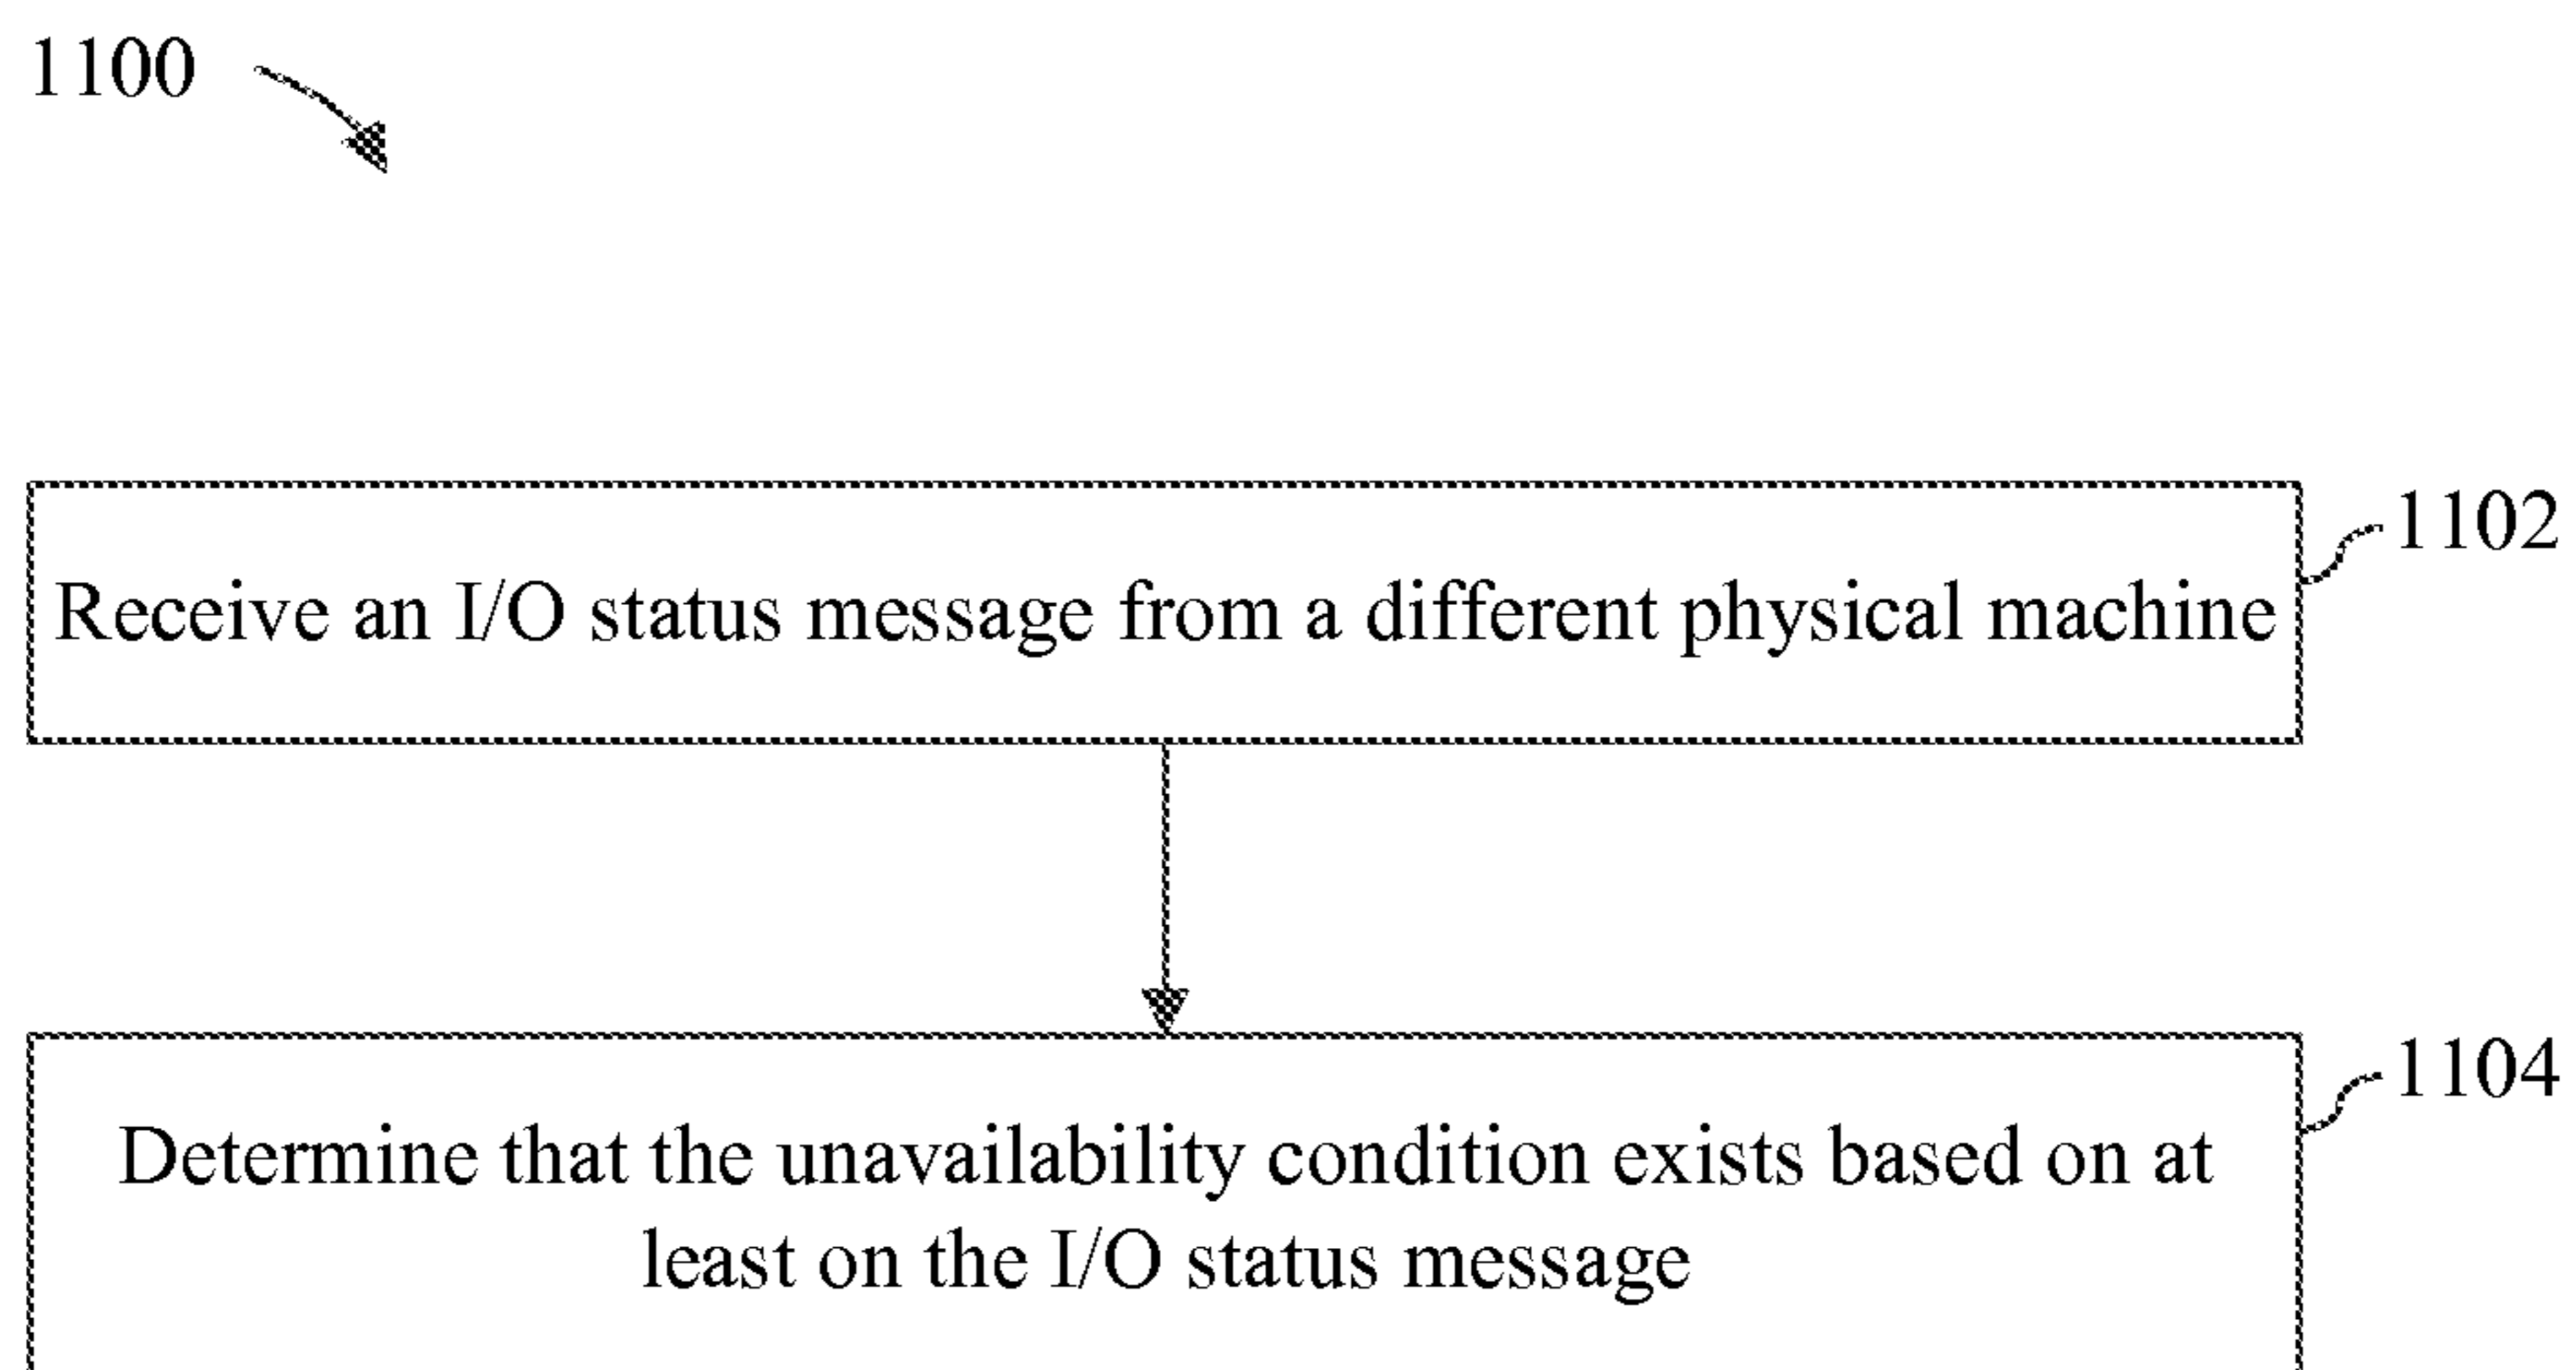 1100
1102
Receive an I/O status message from a different physical machine
1104
Determine that the unavailability condition exists based on at
least on the I/O status message